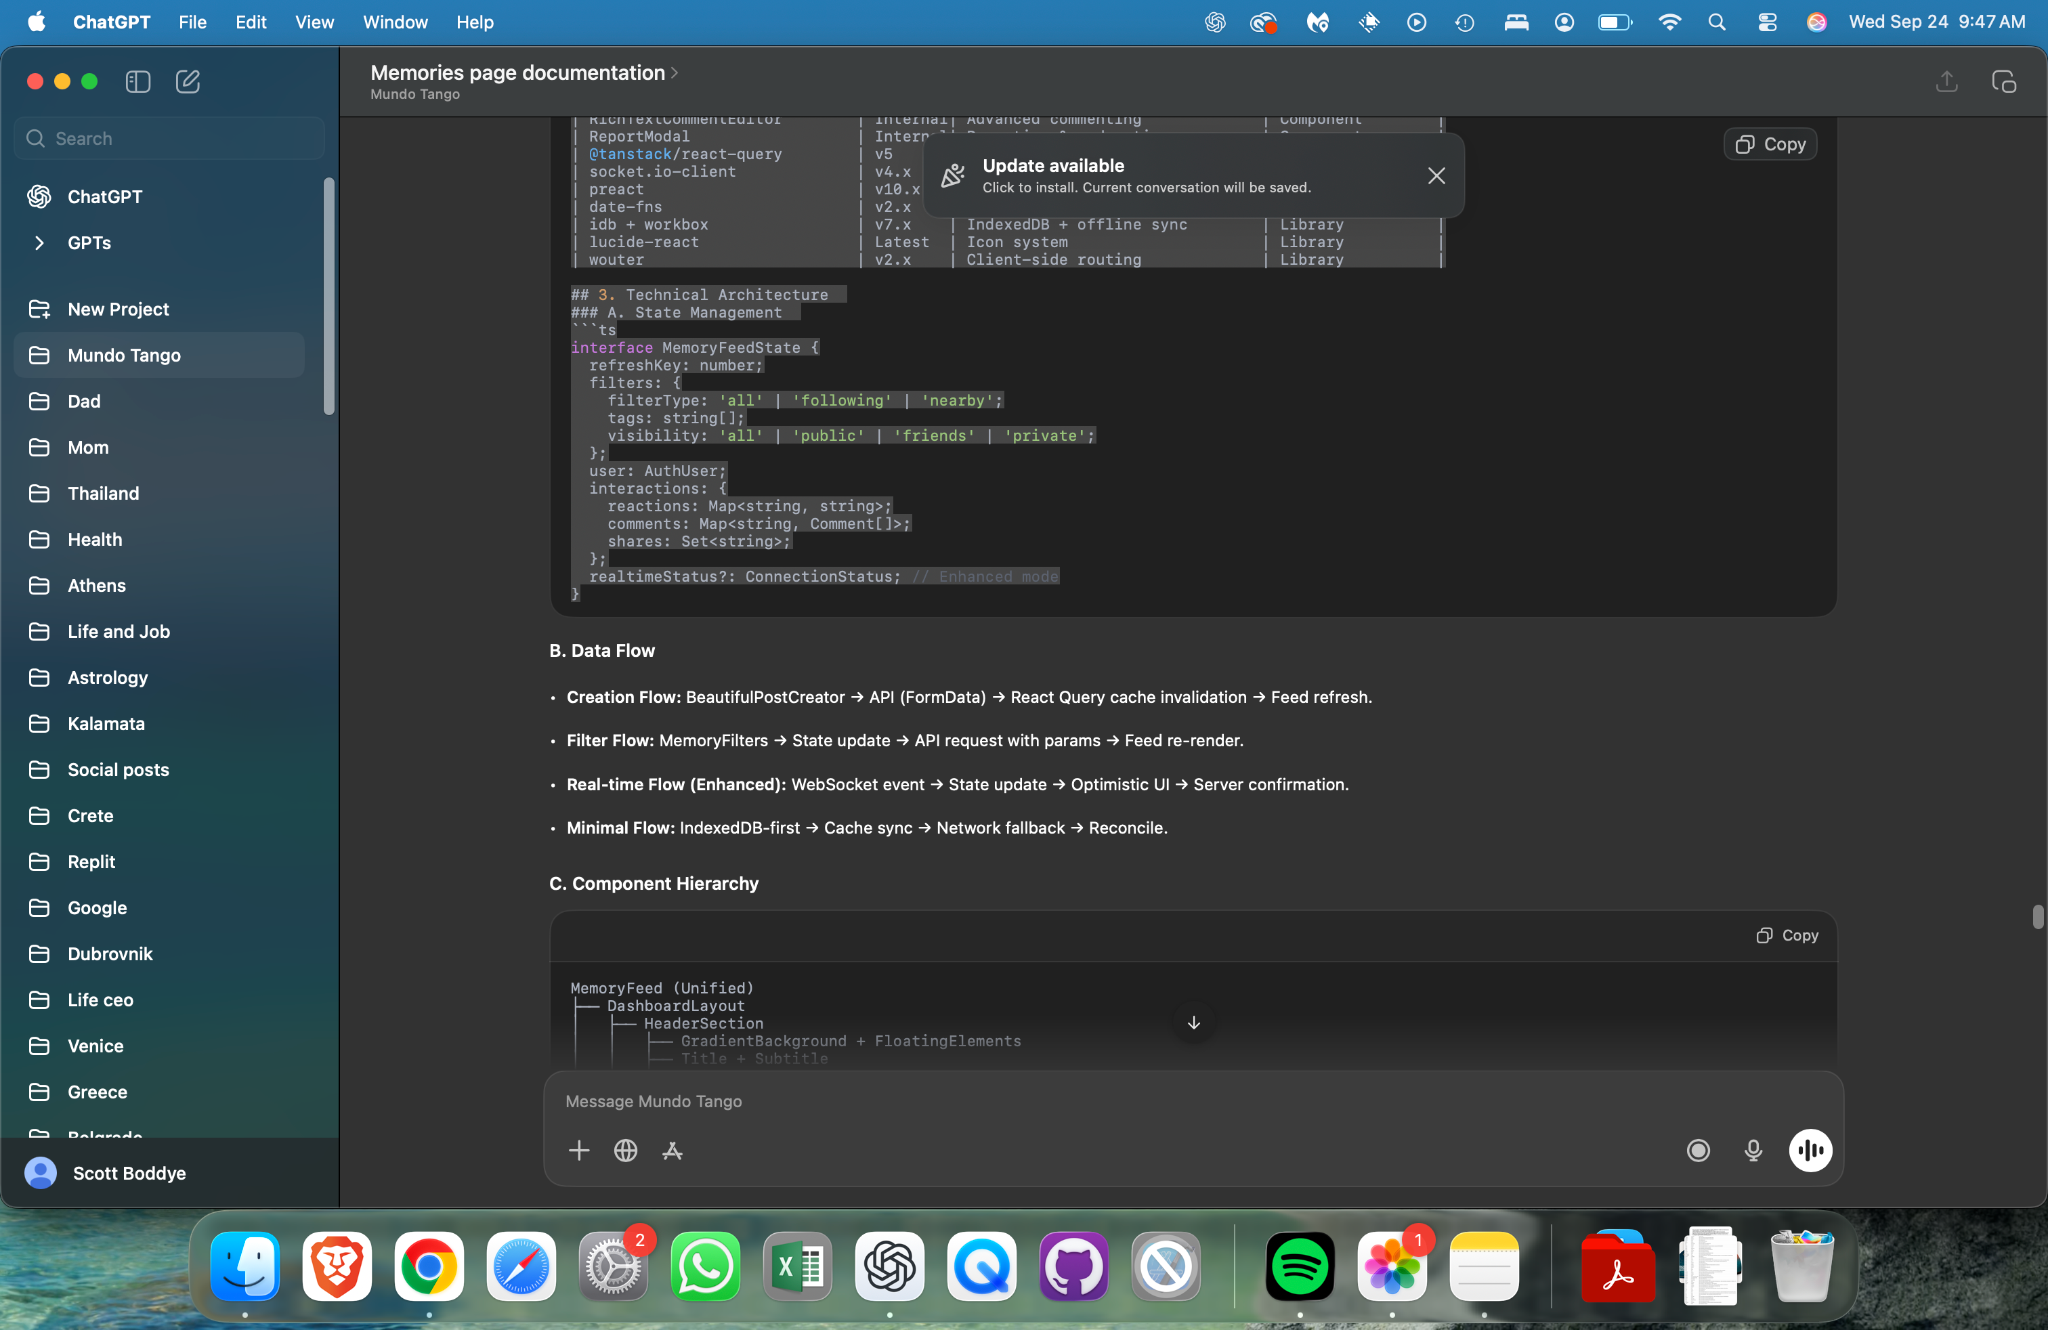 ChatGPT File Edit View Window Help
Wed Sep 24 9:47 AM
Search
ChatGPT
GPTs
New Project
Mundo Tango
Dad
Mom
Thailand
Health
Athens
Life and Job
Astrology
Kalamata
Social posts
Crete
Replit
Google
Dubrovnik
Life ceo
Venice
Greece
Belgrade
Scott Boddye
Memories page documentation
Mundo Tango
Copy
Update available
Click to install. Current conversation will be saved.
| RichTextCommentEditor | Internal| Advanced commenting | Component |
| ReportModal | Intern
| @tanstack/react-query | v5
| socket.io-client | v4.x
| preact | v10.x
| date-fns | v2.x
| idb + workbox | v7.x | IndexedDB + offline sync | Library |
| lucide-react | Latest | Icon system | Library |
| wouter | v2.x | Client-side routing | Library |
## 3. Technical Architecture
### A. State Management
```ts
interface MemoryFeedState {
refreshKey: number;
filters: {
filterType: 'all' | 'following' | 'nearby';
tags: string[];
visibility: 'all' | 'public' | 'friends' | 'private';
};
user: AuthUser;
interactions: {
reactions: Map<string, string>;
comments: Map<string, Comment[]>;
shares: Set<string>;
};
realtimeStatus?: ConnectionStatus; // Enhanced mode
}
B. Data Flow
• Creation Flow: BeautifulPostCreator → API (FormData) → React Query cache invalidation → Feed refresh.
• Filter Flow: MemoryFilters → State update → API request with params → Feed re-render.
• Real-time Flow (Enhanced): WebSocket event → State update → Optimistic UI → Server confirmation.
• Minimal Flow: IndexedDB-first → Cache sync → Network fallback → Reconcile.
C. Component Hierarchy
Copy
MemoryFeed (Unified)
├── DashboardLayout
│   ├── HeaderSection
│   │   ├── GradientBackground + FloatingElements
│   │   ├── Title + Subtitle
Message Mundo Tango
2
1